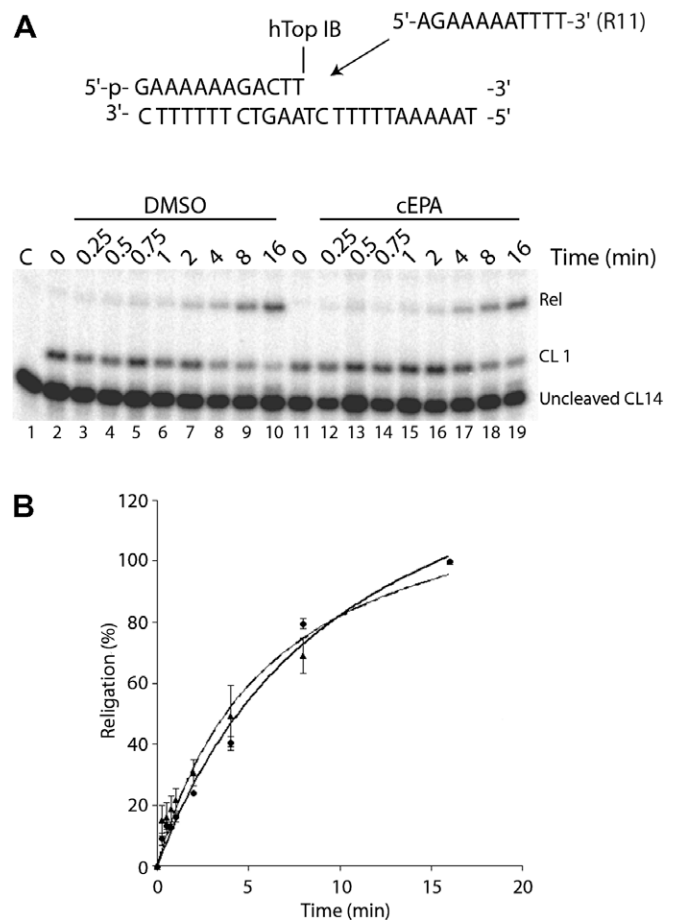 A
5'-AGAAAAATTTT-3' (R11)
hTop IB
5'-p- GAAAAAAGACTT -3'
3'- C TTTTTT CTGAATC TTTTTAAAAAT -5'
DMSO cEPA
C 0 0.25 0.5 0.75 1 2 4 8 16 0 0.25 0.5 0.75 1 2 4 8 16 Time (min)
Rel
CL 1
Uncleaved CL14
1 2 3 4 5 6 7 8 9 10 11 12 13 14 15 16 17 18 19
B
120
100
80
60
40
20
0
Religation (%)
0 5 10 15 20
Time (min)